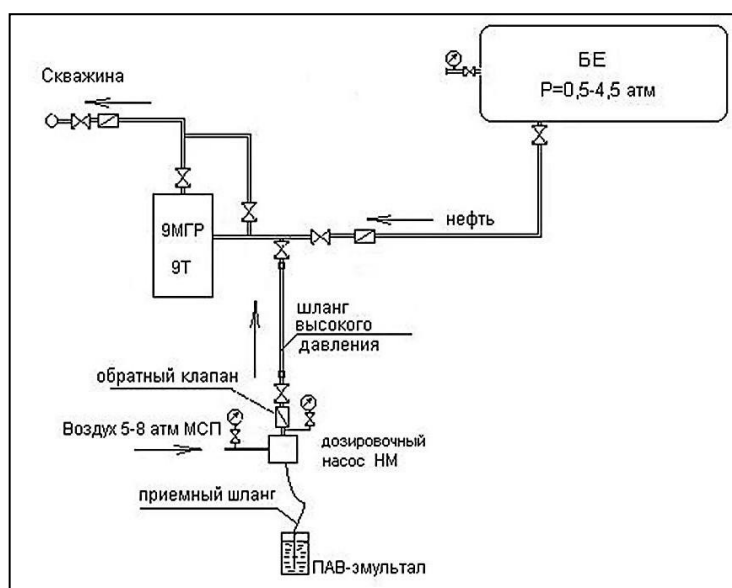 БЕ
Р=0,5-4,5 атм
Скважина
нефть
9МГР
9Т
шланг
высокого
давления
обратный клапан
Воздух 5-8 атм МСП
дозировочный
насос НМ
приемный шланг
ПАВ-эмультал